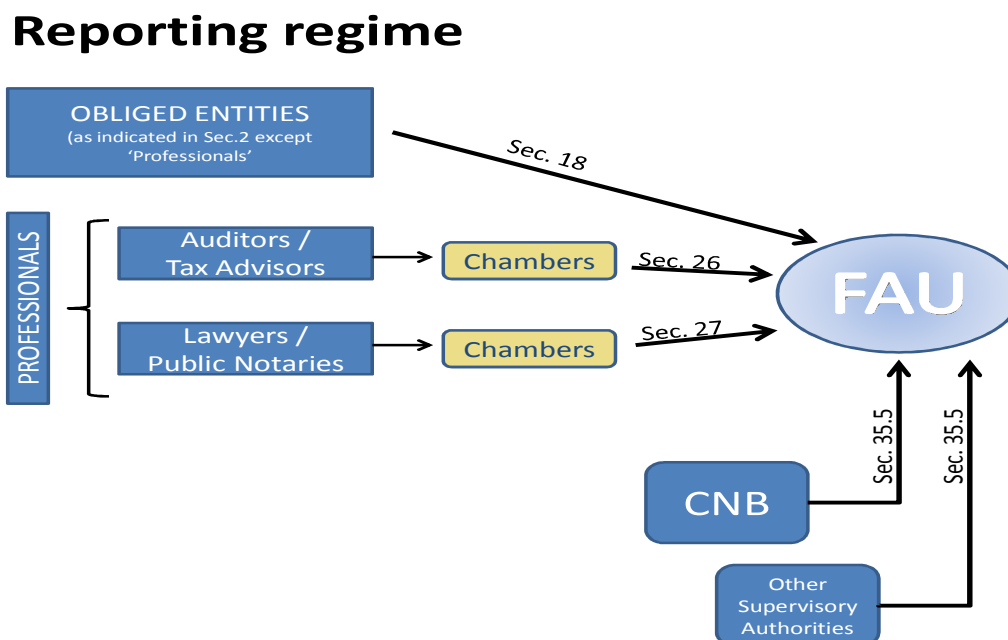 Reporting regime
OBLIGED ENTITIES
(as indicated in Sec.2 except
‘Professionals’
Sec. 18
PROFESSIONALS
Auditors /
Tax Advisors
Chambers
Sec. 26
FAU
Lawyers /
Public Notaries
Chambers
Sec. 27
Sec. 35.5
Sec. 35.5
CNB
Other
Supervisory
Authorities